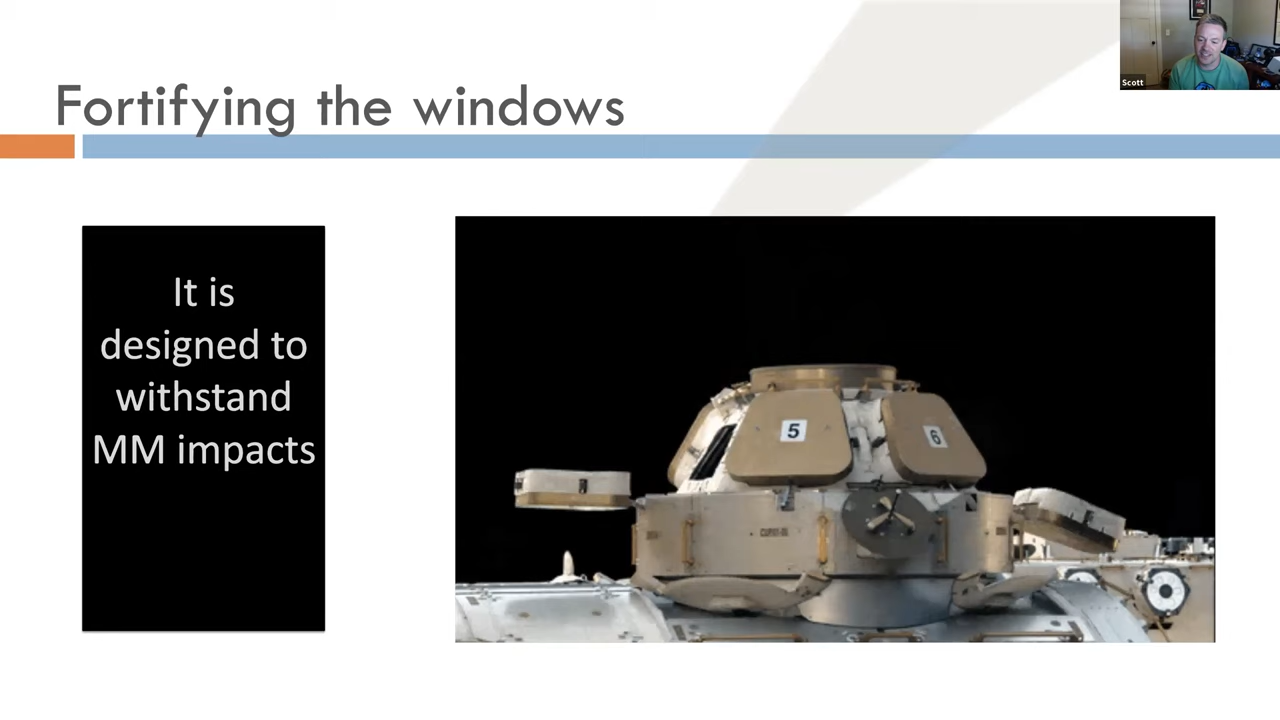 Scott
Fortifying the windows
It is
designed to
withstand
MM impacts
5
6